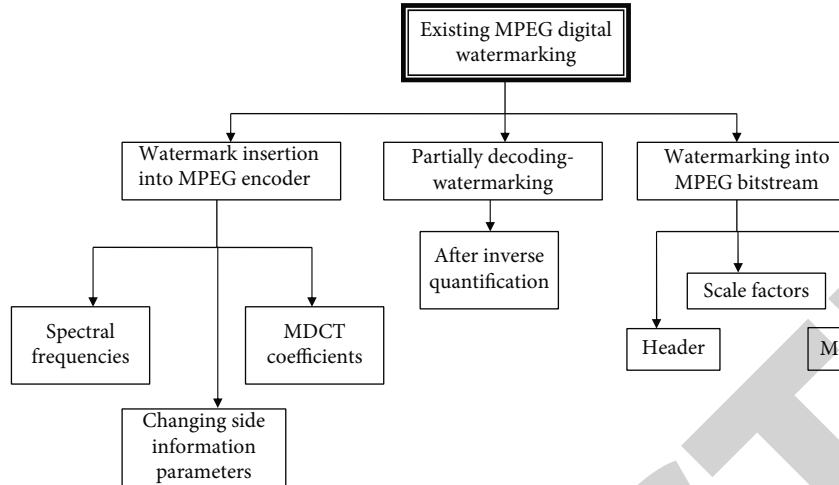 Existing MPEG digital
watermarking
Watermark insertion
into MPEG encoder
Partially decoding-
watermarking
Watermarking into
MPEG bitstream
After inverse
quantification
Spectral
frequencies
MDCT
coefficients
Changing side
information
parameters
Scale factors
Header